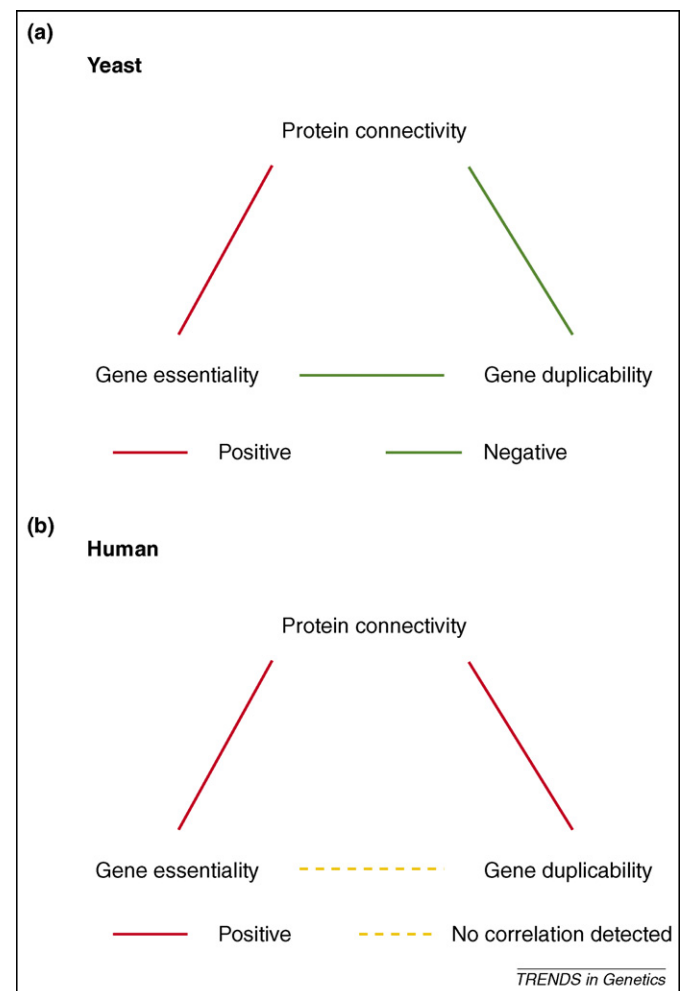 (a)
Yeast
Protein connectivity
Gene essentiality Gene duplicability
Positive Negative
(b)
Human
Protein connectivity
Gene essentiality Gene duplicability
Positive No correlation detected
TRENDS in Genetics